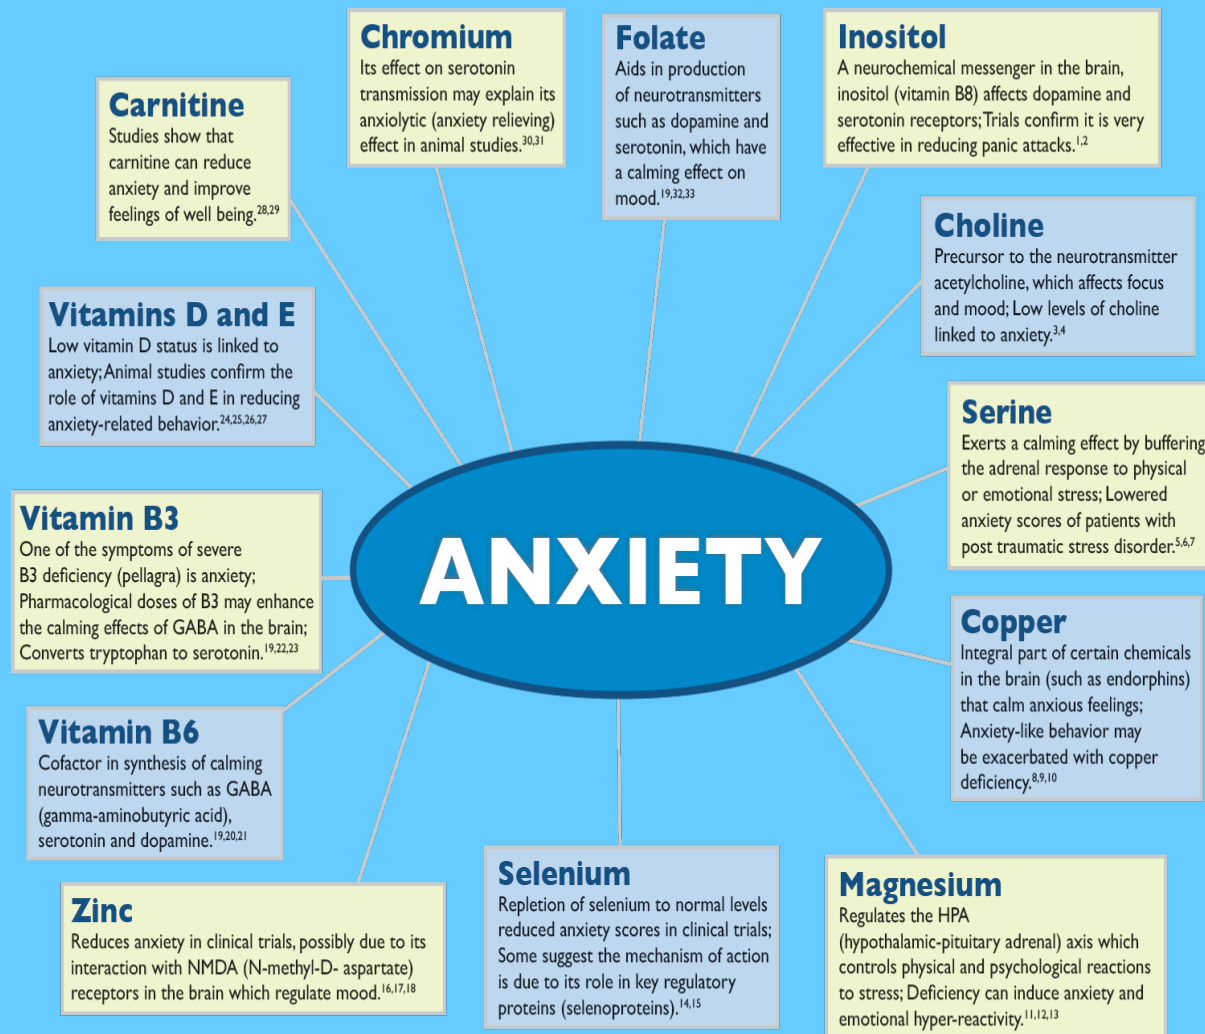 Chromium
Its effect on serotonin
transmission may explain its
anxiolytic (anxiety relieving)
effect in animal studies.30,31
Folate
Aids in production
of neurotransmitters
such as dopamine and
serotonin, which have
a calming effect on
mood.19,32,33
Inositol
A neurochemical messenger in the brain,
inositol (vitamin B8) affects dopamine and
serotonin receptors; Trials confirm it is very
effective in reducing panic attacks.1,2
Carnitine
Studies show that
carnitine can reduce
anxiety and improve
feelings of well being.28,29
Choline
Precursor to the neurotransmitter
acetylcholine, which affects focus
and mood; Low levels of choline
linked to anxiety.3,4
Vitamins D and E
Low vitamin D status is linked to
anxiety; Animal studies confirm the
role of vitamins D and E in reducing
anxiety-related behavior.24,25,26,27
Serine
Exerts a calming effect by buffering
the adrenal response to physical
or emotional stress; Lowered
anxiety scores of patients with
post traumatic stress disorder.5,6,7
Vitamin B3
One of the symptoms of severe
B3 deficiency (pellagra) is anxiety;
Pharmacological doses of B3 may enhance
the calming effects of GABA in the brain;
Converts tryptophan to serotonin.19,22,23
ANXIETY
Copper
Integral part of certain chemicals
in the brain (such as endorphins)
that calm anxious feelings;
Anxiety-like behavior may
be exacerbated with copper
deficiency.8,9,10
Vitamin B6
Cofactor in synthesis of calming
neurotransmitters such as GABA
(gamma-aminobutyric acid),
serotonin and dopamine.19,20,21
Zinc
Reduces anxiety in clinical trials, possibly due to its
interaction with NMDA (N-methyl-D- aspartate)
receptors in the brain which regulate mood.16,17,18
Selenium
Repletion of selenium to normal levels
reduced anxiety scores in clinical trials;
Some suggest the mechanism of action
is due to its role in key regulatory
proteins (selenoproteins).14,15
Magnesium
Regulates the HPA
(hypothalamic-pituitary adrenal) axis which
controls physical and psychological reactions
to stress; Deficiency can induce anxiety and
emotional hyper-reactivity.11,12,13